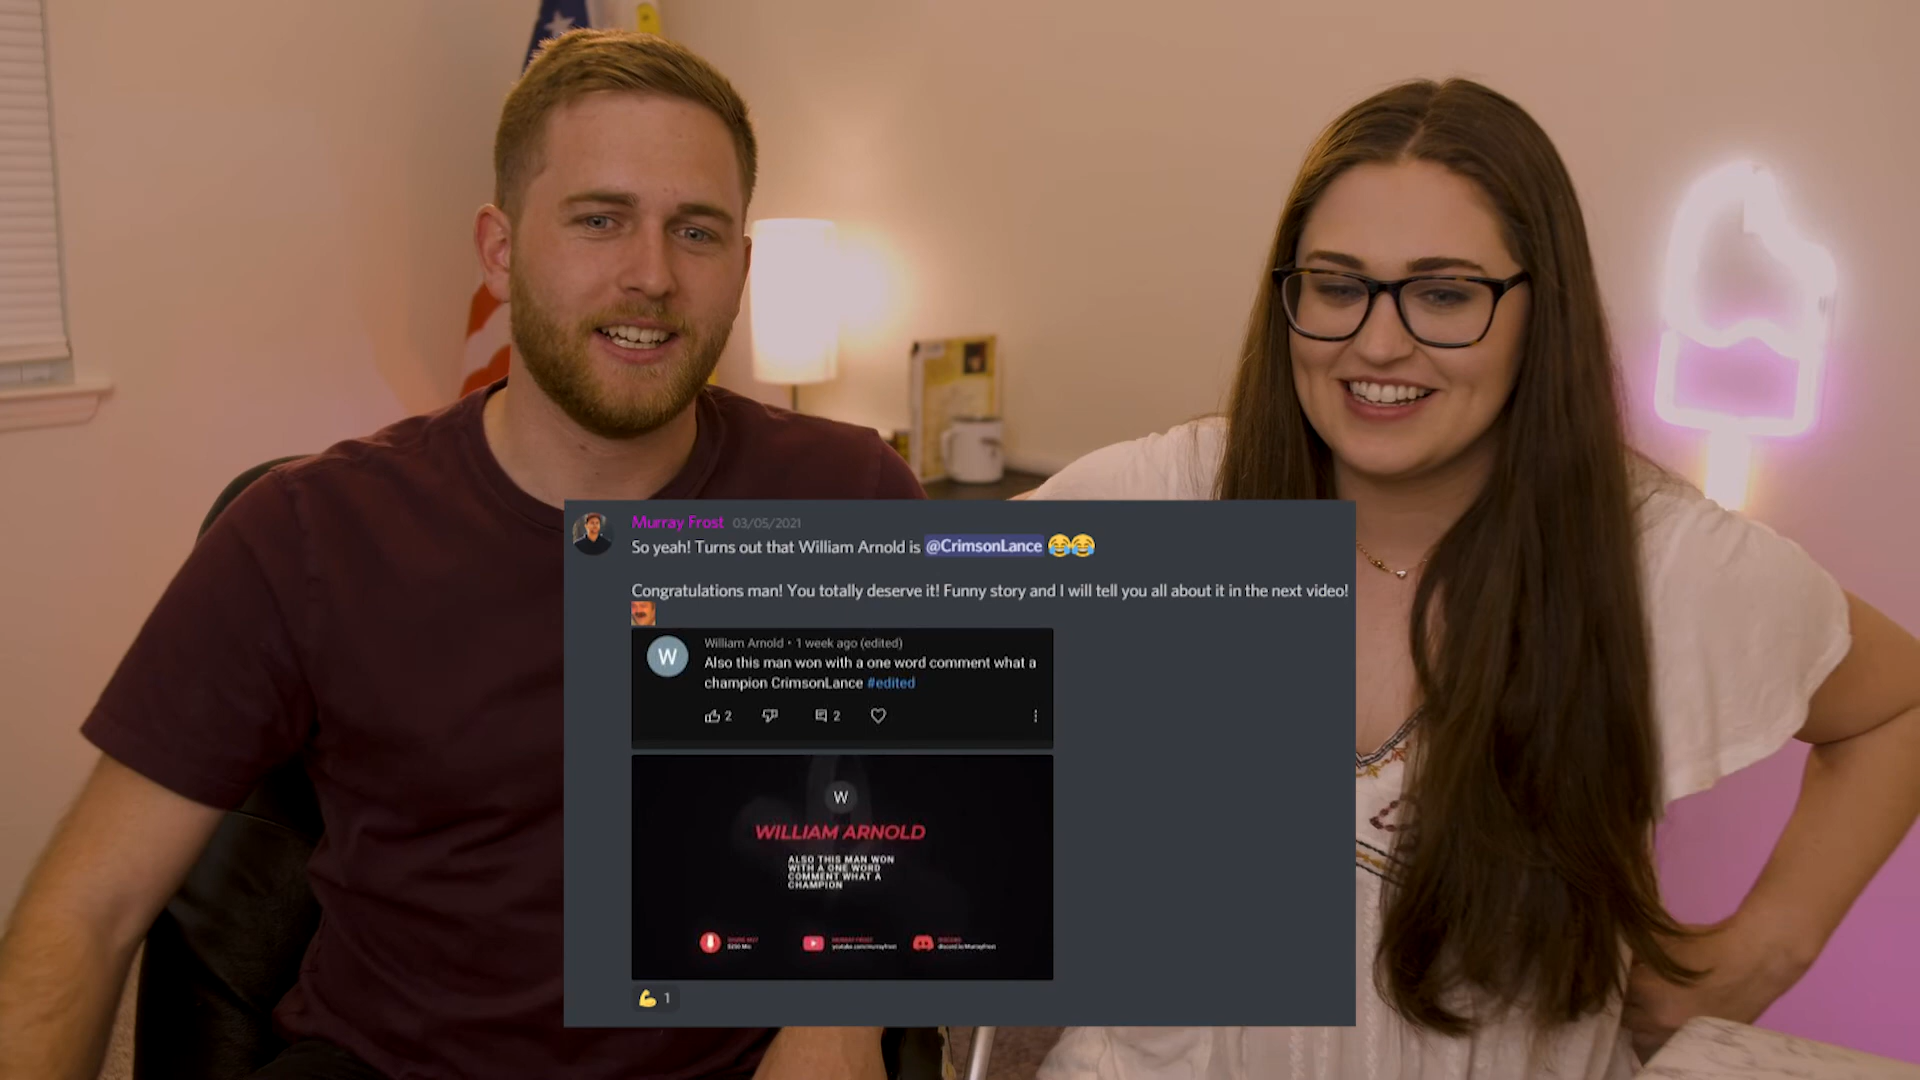 Murray Frost 03/05/2021
So yeah! Turns out that William Arnold is @CrimsonLance 😂😂
Congratulations man! You totally deserve it! Funny story and I will tell you all about it in the next video!
William Arnold • 1 week ago (edited)
W
Also this man won with a one word comment what a
champion CrimsonLance #edited
2 2
W
WILLIAM ARNOLD
ALSO THIS MAN WON
WITH A ONE WORD
COMMENT WHAT A
CHAMPION
💪 1